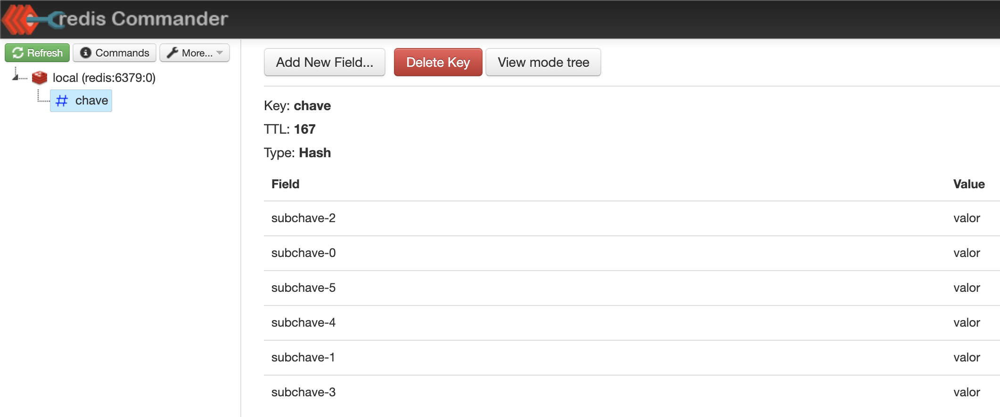 redis Commander
Refresh Commands More...
local (redis:6379:0)
chave
Add New Field... Delete Key View mode tree
Key: chave
TTL: 167
Type: Hash
Field Value
subchave-2 valor
subchave-0 valor
subchave-5 valor
subchave-4 valor
subchave-1 valor
subchave-3 valor